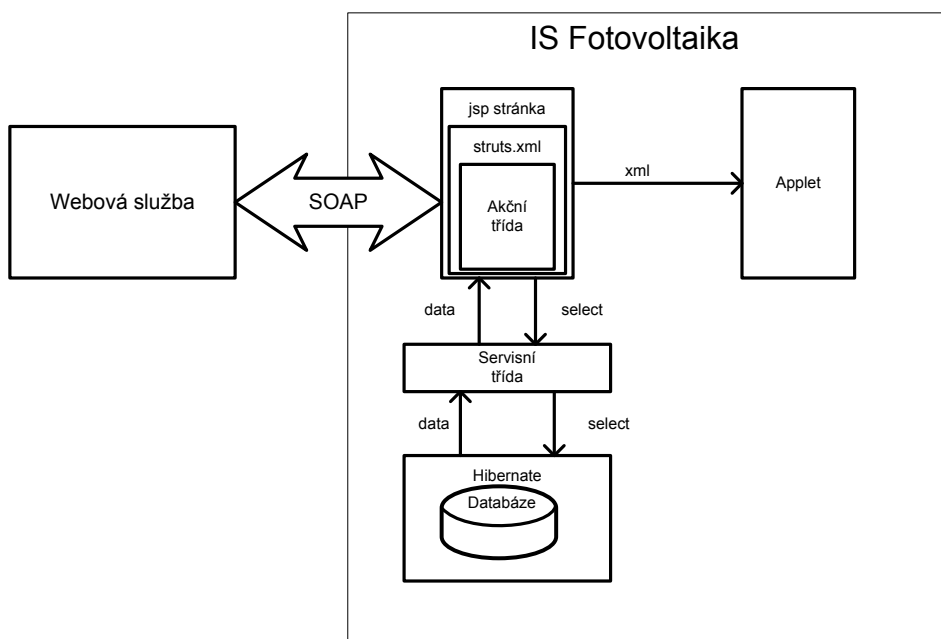 IS Fotovoltaika
jsp stránka
struts.xml
Akční
třída
Webová služba
SOAP
xml
Applet
data
select
Servisní
třída
data
select
Hibernate
Databáze